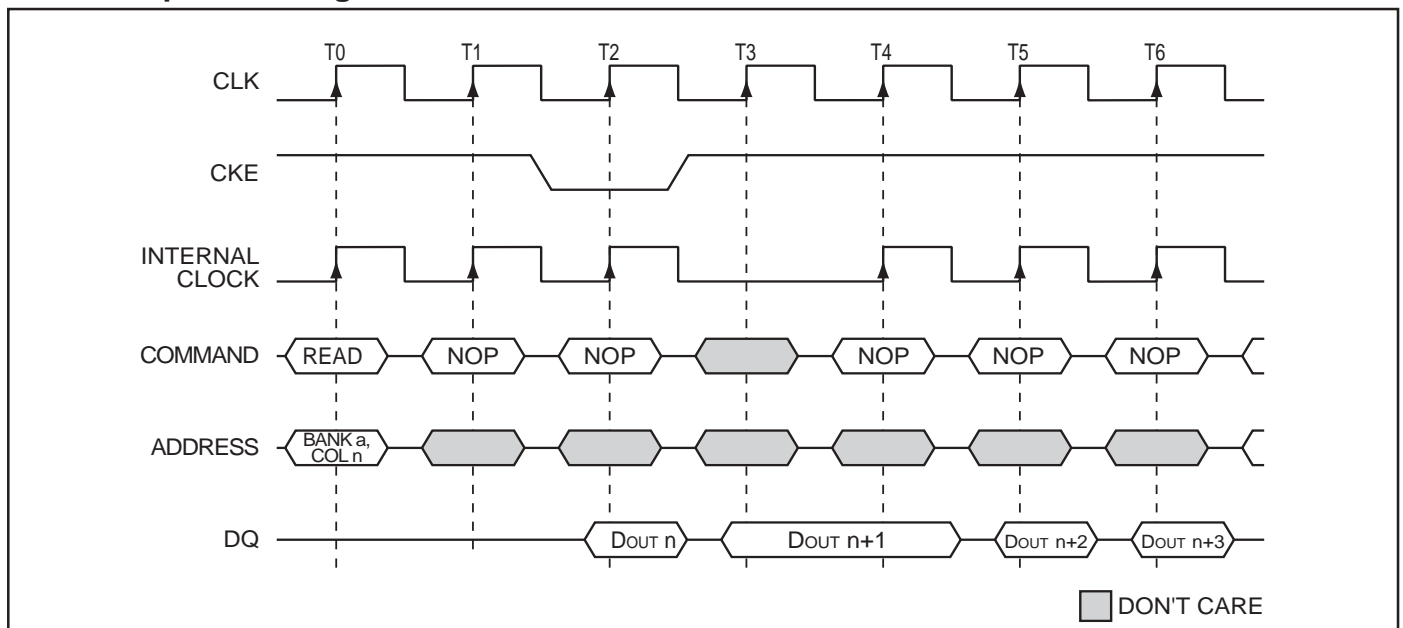 T0 T1 T2 T3 T4 T5 T6
CLK
CKE
INTERNAL
CLOCK
COMMAND READ NOP NOP NOP NOP NOP
ADDRESS BANK a,
COL n
DQ DOUT n DOUT n+1 DOUT n+2 DOUT n+3
DON'T CARE